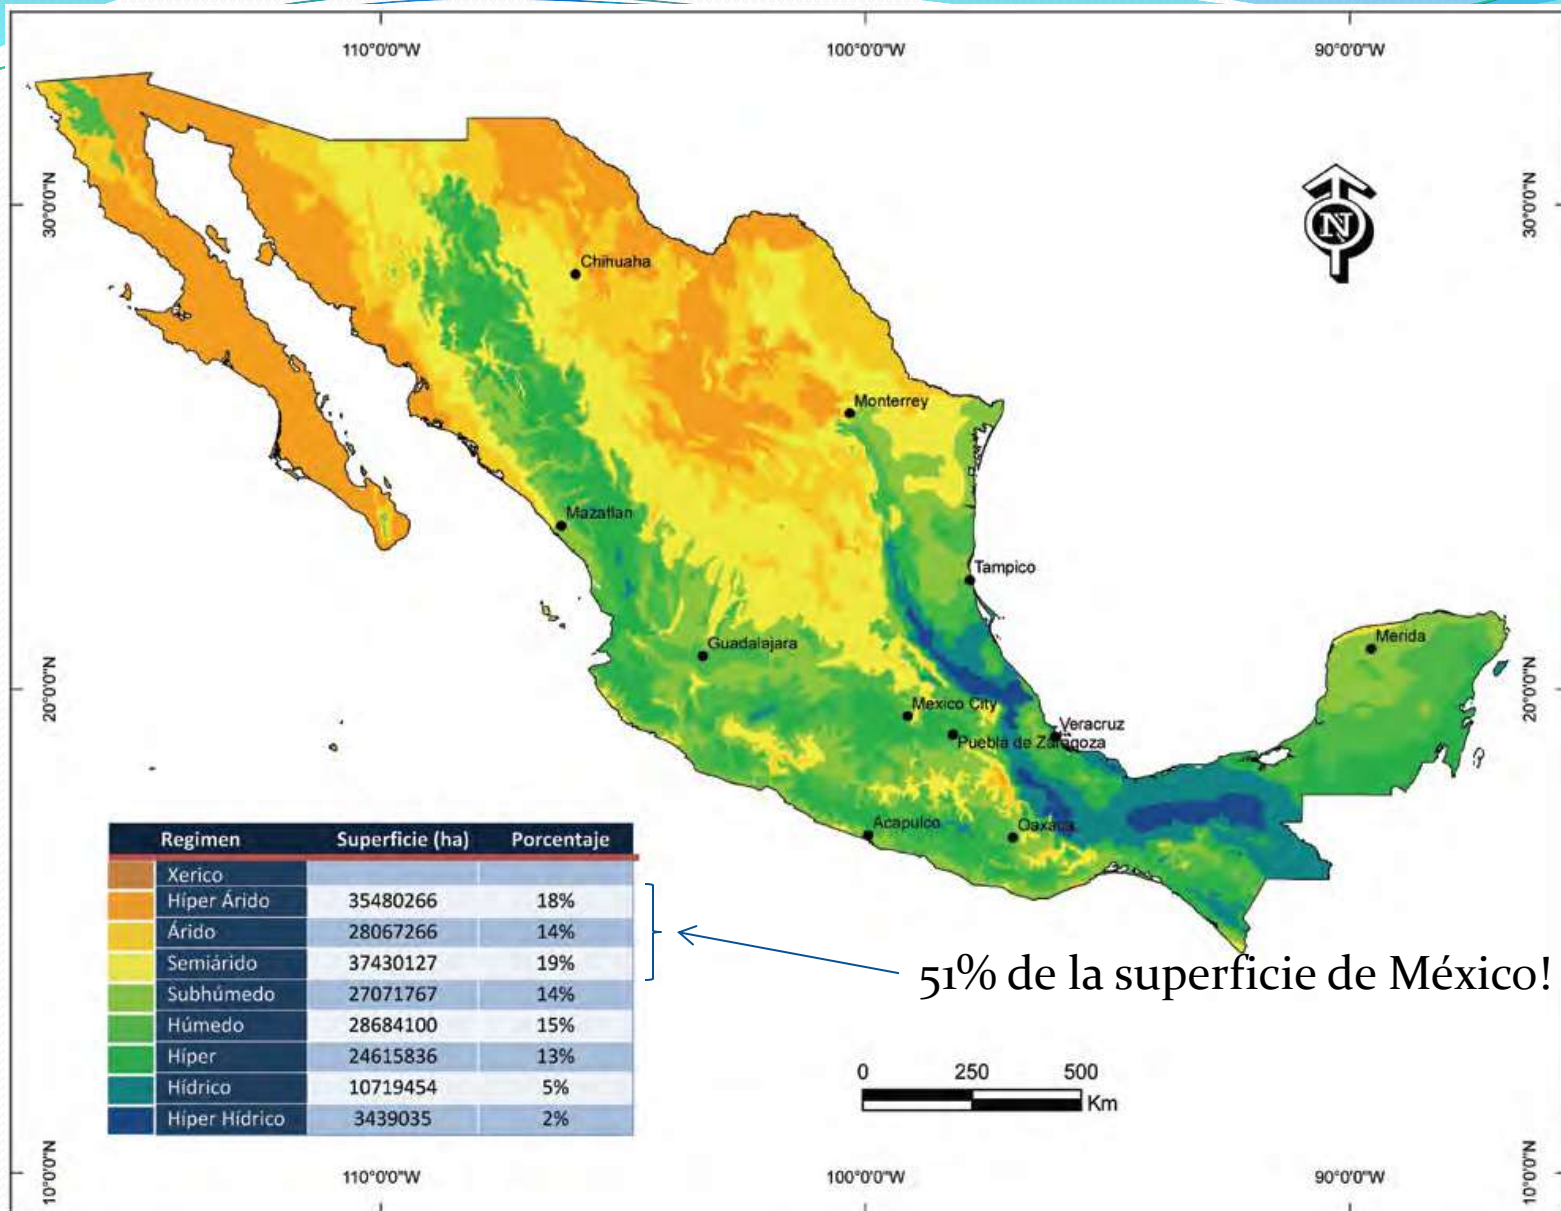 110°0'0"W 100°0'0"W 90°0'0"W
30°0'0"N 30°0'0"N
N
Chihuaha
Monterrey
Mazatlan
Tampico
Guadalajara
Merida
20°0'0"N 20°0'0"N
Mexico City
Veracruz
Puebla de Zaragoza
Acapulco
Oaxaca
Regimen Superficie (ha) Porcentaje
Xerico
Híper Árido 35480266 18%
Árido 28067266 14%
Semiárido 37430127 19%
Subhúmedo 27071767 14%
Húmedo 28684100 15%
Híper 24615836 13%
Hídrico 10719454 5%
Híper Hídrico 3439035 2%
51% de la superficie de México!
0 250 500
Km
10°0'0"N 10°0'0"N
110°0'0"W 100°0'0"W 90°0'0"W